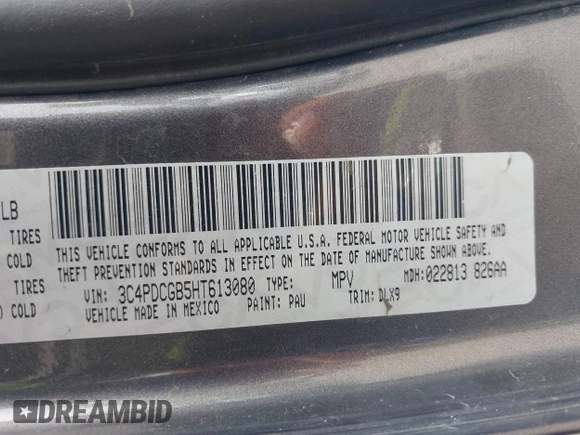 LB
TIRES
COLD
TIRES
COLD
THIS VEHICLE CONFORMS TO ALL APPLICABLE U.S.A. FEDERAL MOTOR VEHICLE SAFETY AND
THEFT PREVENTION STANDARDS IN EFFECT ON THE DATE OF MANUFACTURE SHOWN ABOVE.
VIN: 3C4PDCGB5HT613080 TYPE: MPV MDH: 022813 826AA
VEHICLE MADE IN MEXICO PAINT: PAU TRIM: DLX9
DREAMBID